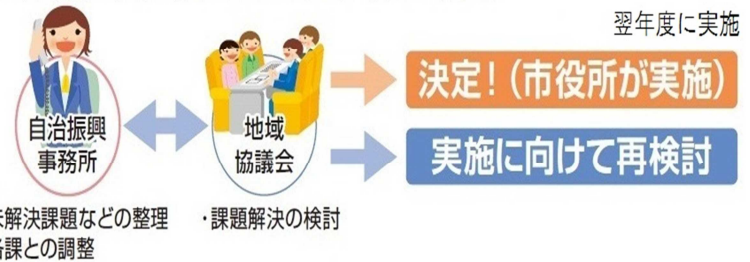 翌年度に実施
決定！（市役所が実施）
自治振興
事務所
地域
協議会
実施に向けて再検討
未解決課題などの整理
各課との調整
・課題解決の検討